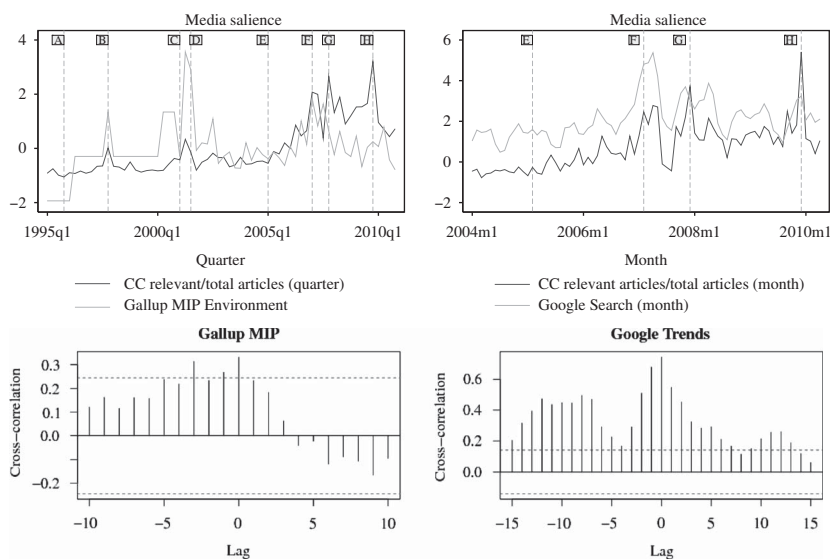 Media salience
A B C D E F G H
4
2
0
−2
1995q1 2000q1 2005q1 2010q1
Quarter
CC relevant/total articles (quarter)
Gallup MIP Environment
Media salience
E F G H
6
4
2
0
−2
2004m1 2006m1 2008m1 2010m1
Month
CC relevant articles/total articles (month)
Google Search (month)
Gallup MIP
Cross-correlation
0.3
0.2
0.1
0.0
−0.2
−10 −5 0 5 10
Lag
Google Trends
Cross-correlation
0.6
0.4
0.2
0.0
−15 −10 −5 0 5 10 15
Lag